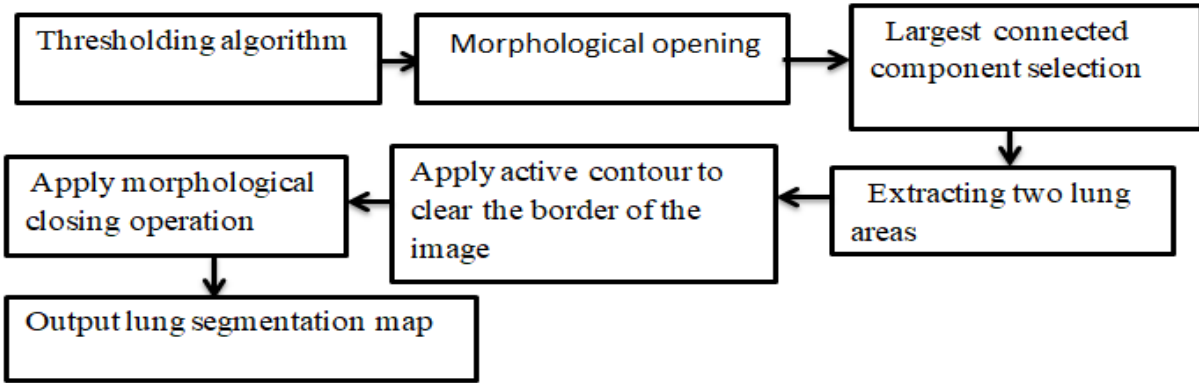 Thresholding algorithm
Morphological opening
Largest connected
component selection
Extracting two lung
areas
Apply active contour to
clear the border of the
image
Apply morphological
closing operation
Output lung segmentation map